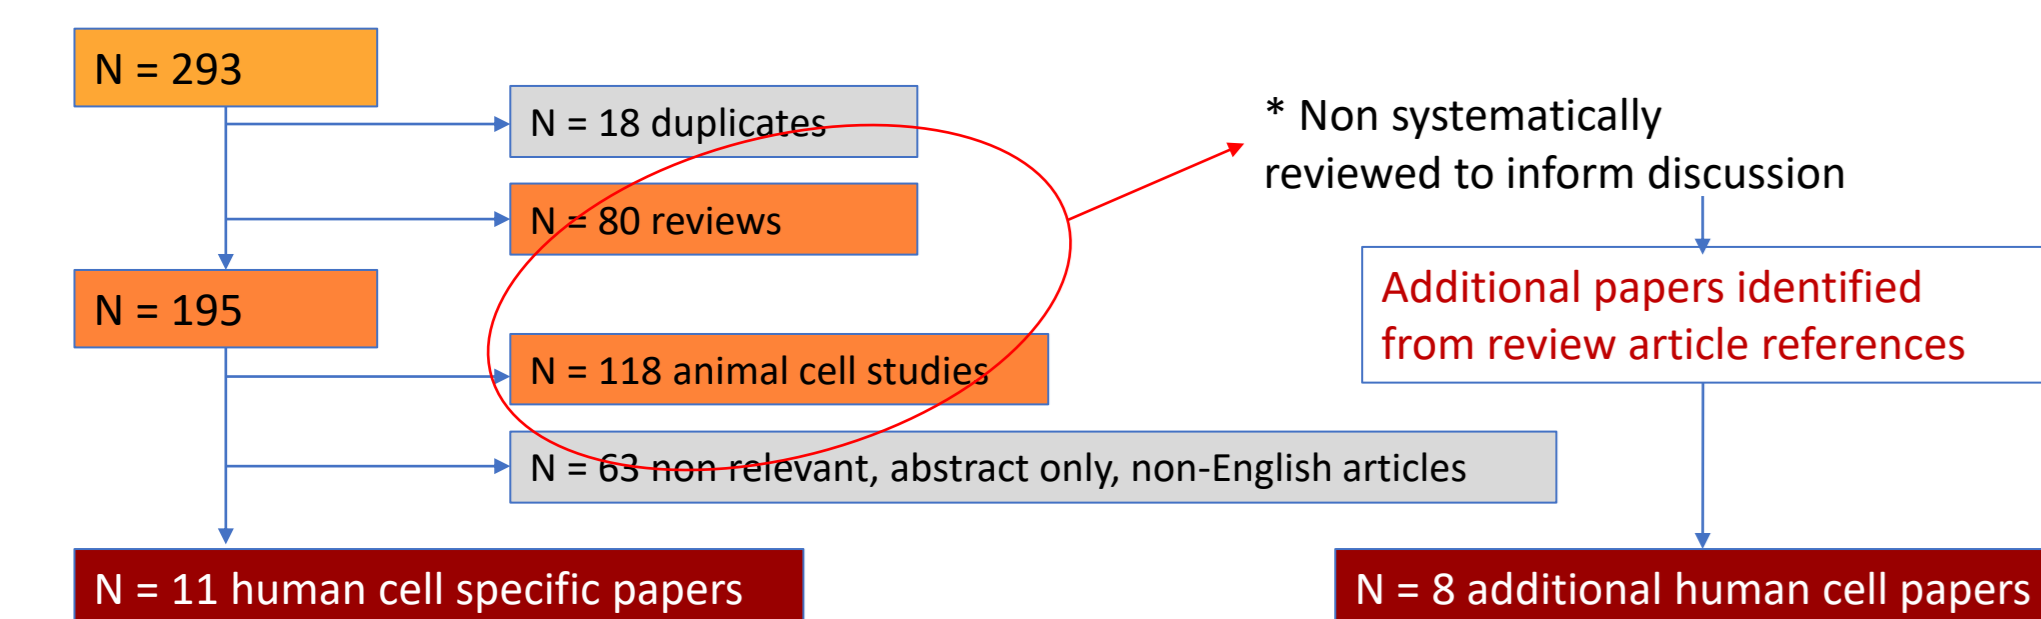 N = 293
N = 18 duplicates
N = 80 reviews
N = 195
N = 118 animal cell studies
N = 63 non relevant, abstract only, non-English articles
N = 11 human cell specific papers
* Non systematically
reviewed to inform discussion
Additional papers identified
from review article references
N = 8 additional human cell papers